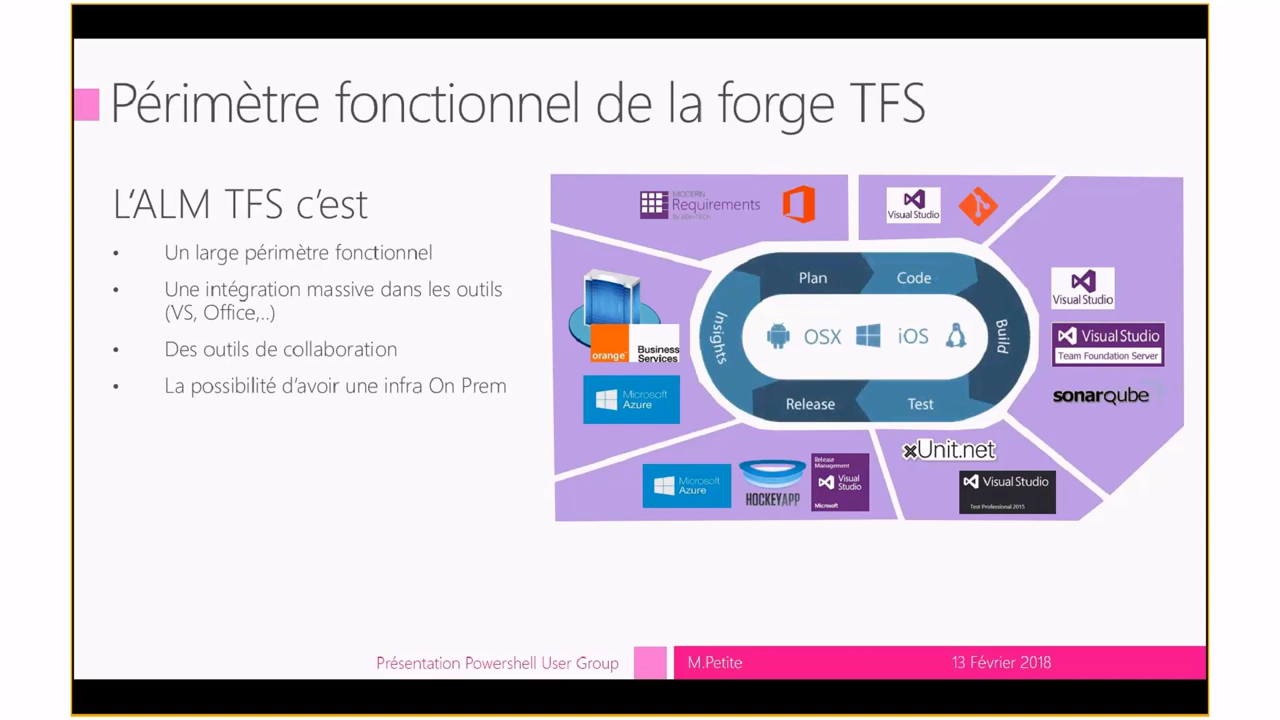 Périmètre fonctionnel de la forge TFS
L'ALM TFS c'est
• Un large périmètre fonctionnel
• Une intégration massive dans les outils
(VS, Office,..)
• Des outils de collaboration
• La possibilité d'avoir une infra On Prem
MODERN
Requirements
Visual Studio
Plan
Code
Build
Test
Release
Insights
OSX
iOS
Visual Studio
Visual Studio
Team Foundation Server
sonarqube
orange™
Business
Services
Microsoft
Azure
Microsoft
Azure
HOCKEYAPP
Release
Management
Visual
Studio
Microsoft
xUnit.net
Visual Studio
Test Professional 2015
Présentation Powershell User Group
M.Petite
13 Février 2018